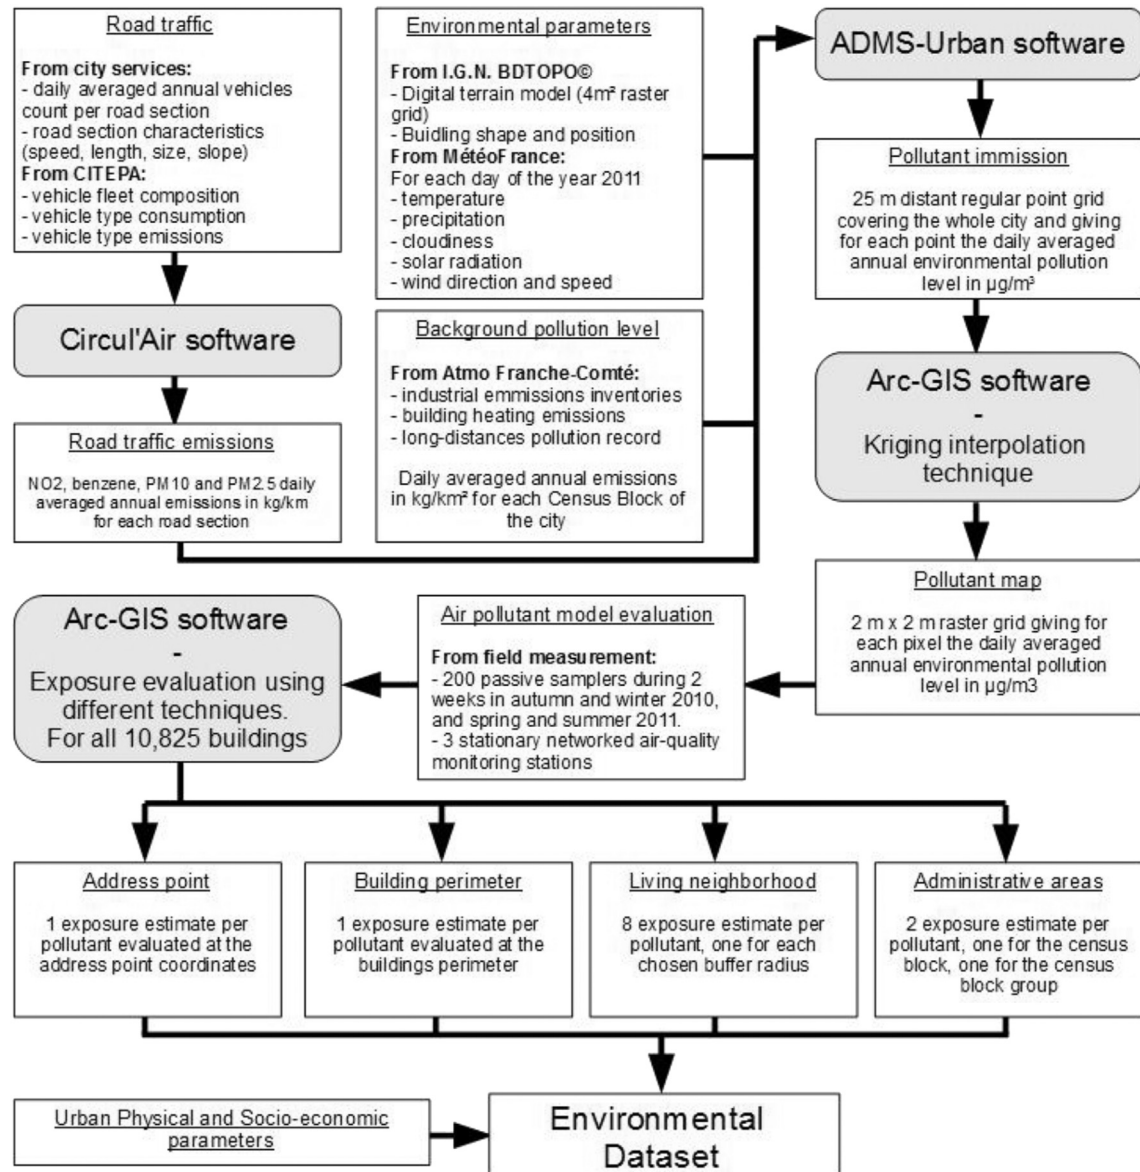 Road traffic
From city services:
- daily averaged annual vehicles
count per road section
- road section characteristics
(speed, length, size, slope)
From CITEPA:
- vehicle fleet composition
- vehicle type consumption
- vehicle type emissions
Circul'Air software
Road traffic emissions
NO2, benzene, PM10 and PM2.5 daily
averaged annual emissions in kg/km
for each road section
Environmental parameters
From I.G.N. BDTOPO©
- Digital terrain model (4m² raster
grid)
- Buidling shape and position
From MétéoFrance:
For each day of the year 2011
- temperature
- precipitation
- cloudiness
- solar radiation
- wind direction and speed
Background pollution level
From Atmo Franche-Comté:
- industrial emmissions inventories
- building heating emissions
- long-distances pollution record
Daily averaged annual emissions
in kg/km² for each Census Block of
the city
ADMS-Urban software
Pollutant immission
25 m distant regular point grid
covering the whole city and giving
for each point the daily averaged
annual environmental pollution
level in µg/m³
Arc-GIS software
-
Kriging interpolation
technique
Pollutant map
2 m x 2 m raster grid giving for
each pixel the daily averaged
annual environmental pollution
level in µg/m3
Air pollutant model evaluation
From field measurement:
- 200 passive samplers during 2
weeks in autumn and winter 2010,
and spring and summer 2011.
- 3 stationary networked air-quality
monitoring stations
Arc-GIS software
-
Exposure evaluation using
different techniques.
For all 10,825 buildings
Address point
1 exposure estimate per
pollutant evaluated at the
address point coordinates
Building perimeter
1 exposure estimate per
pollutant evaluated at the
buildings perimeter
Living neighborhood
8 exposure estimate per
pollutant, one for each
chosen buffer radius
Administrative areas
2 exposure estimate per
pollutant, one for the census
block, one for the census
block group
Urban Physical and Socio-economic
parameters
Environmental
Dataset